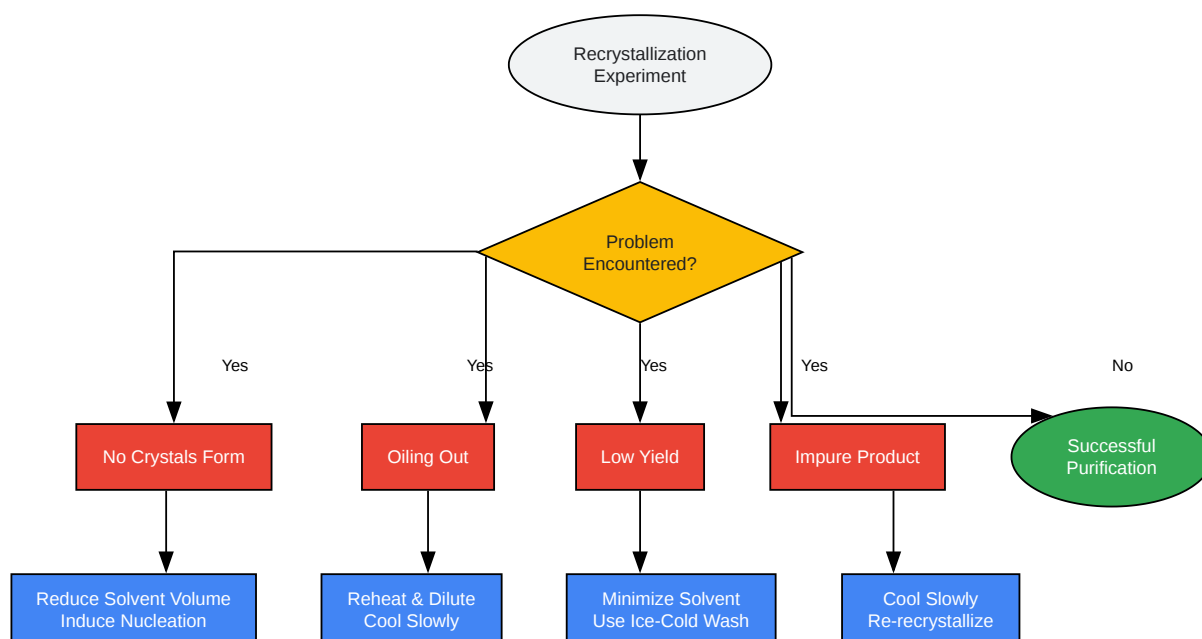 Recrystallization
Experiment
Problem
Encountered?
Yes
Yes
Yes
Yes
No
No Crystals Form
Oiling Out
Low Yield
Impure Product
Successful
Purification
Reduce Solvent Volume
Induce Nucleation
Reheat & Dilute
Cool Slowly
Minimize Solvent
Use Ice-Cold Wash
Cool Slowly
Re-recrystallize